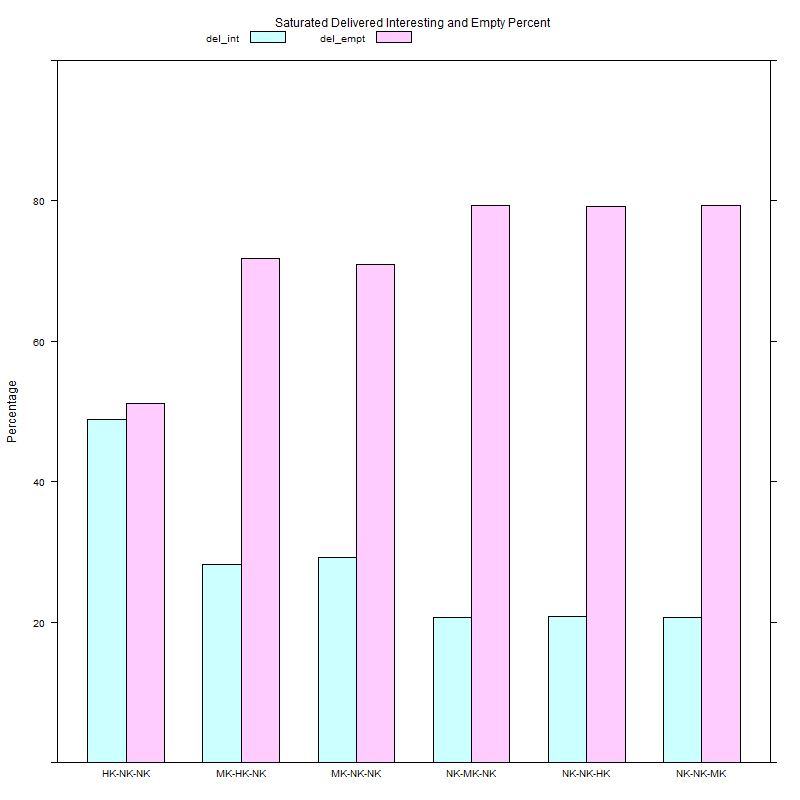 Saturated Delivered Interesting and Empty Percent
del_int del_empt
Percentage
80
60
40
20
HK-NK-NK MK-HK-NK MK-NK-NK NK-MK-NK NK-NK-HK NK-NK-MK